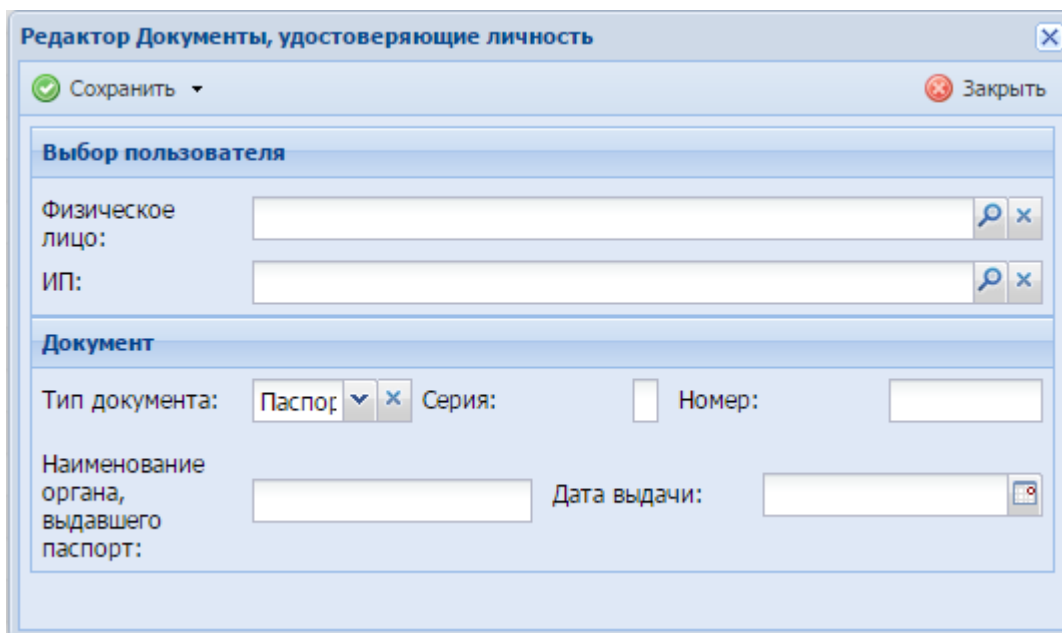 Редактор Документы, удостоверяющие личность
Сохранить Закрыть
Выбор пользователя
Физическое
лицо:
ИП:
Документ
Тип документа: Паспор Серия: Номер:
Наименование
органа,
выдавшего
паспорт:
Дата выдачи: